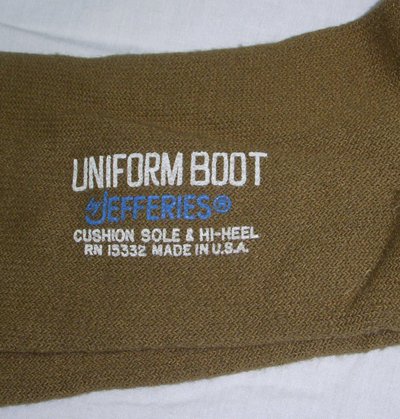 UNIFORM BOOT
JEFFERIES®
CUSHION SOLE & HI-HEEL
RN 15332 MADE IN U.S.A.